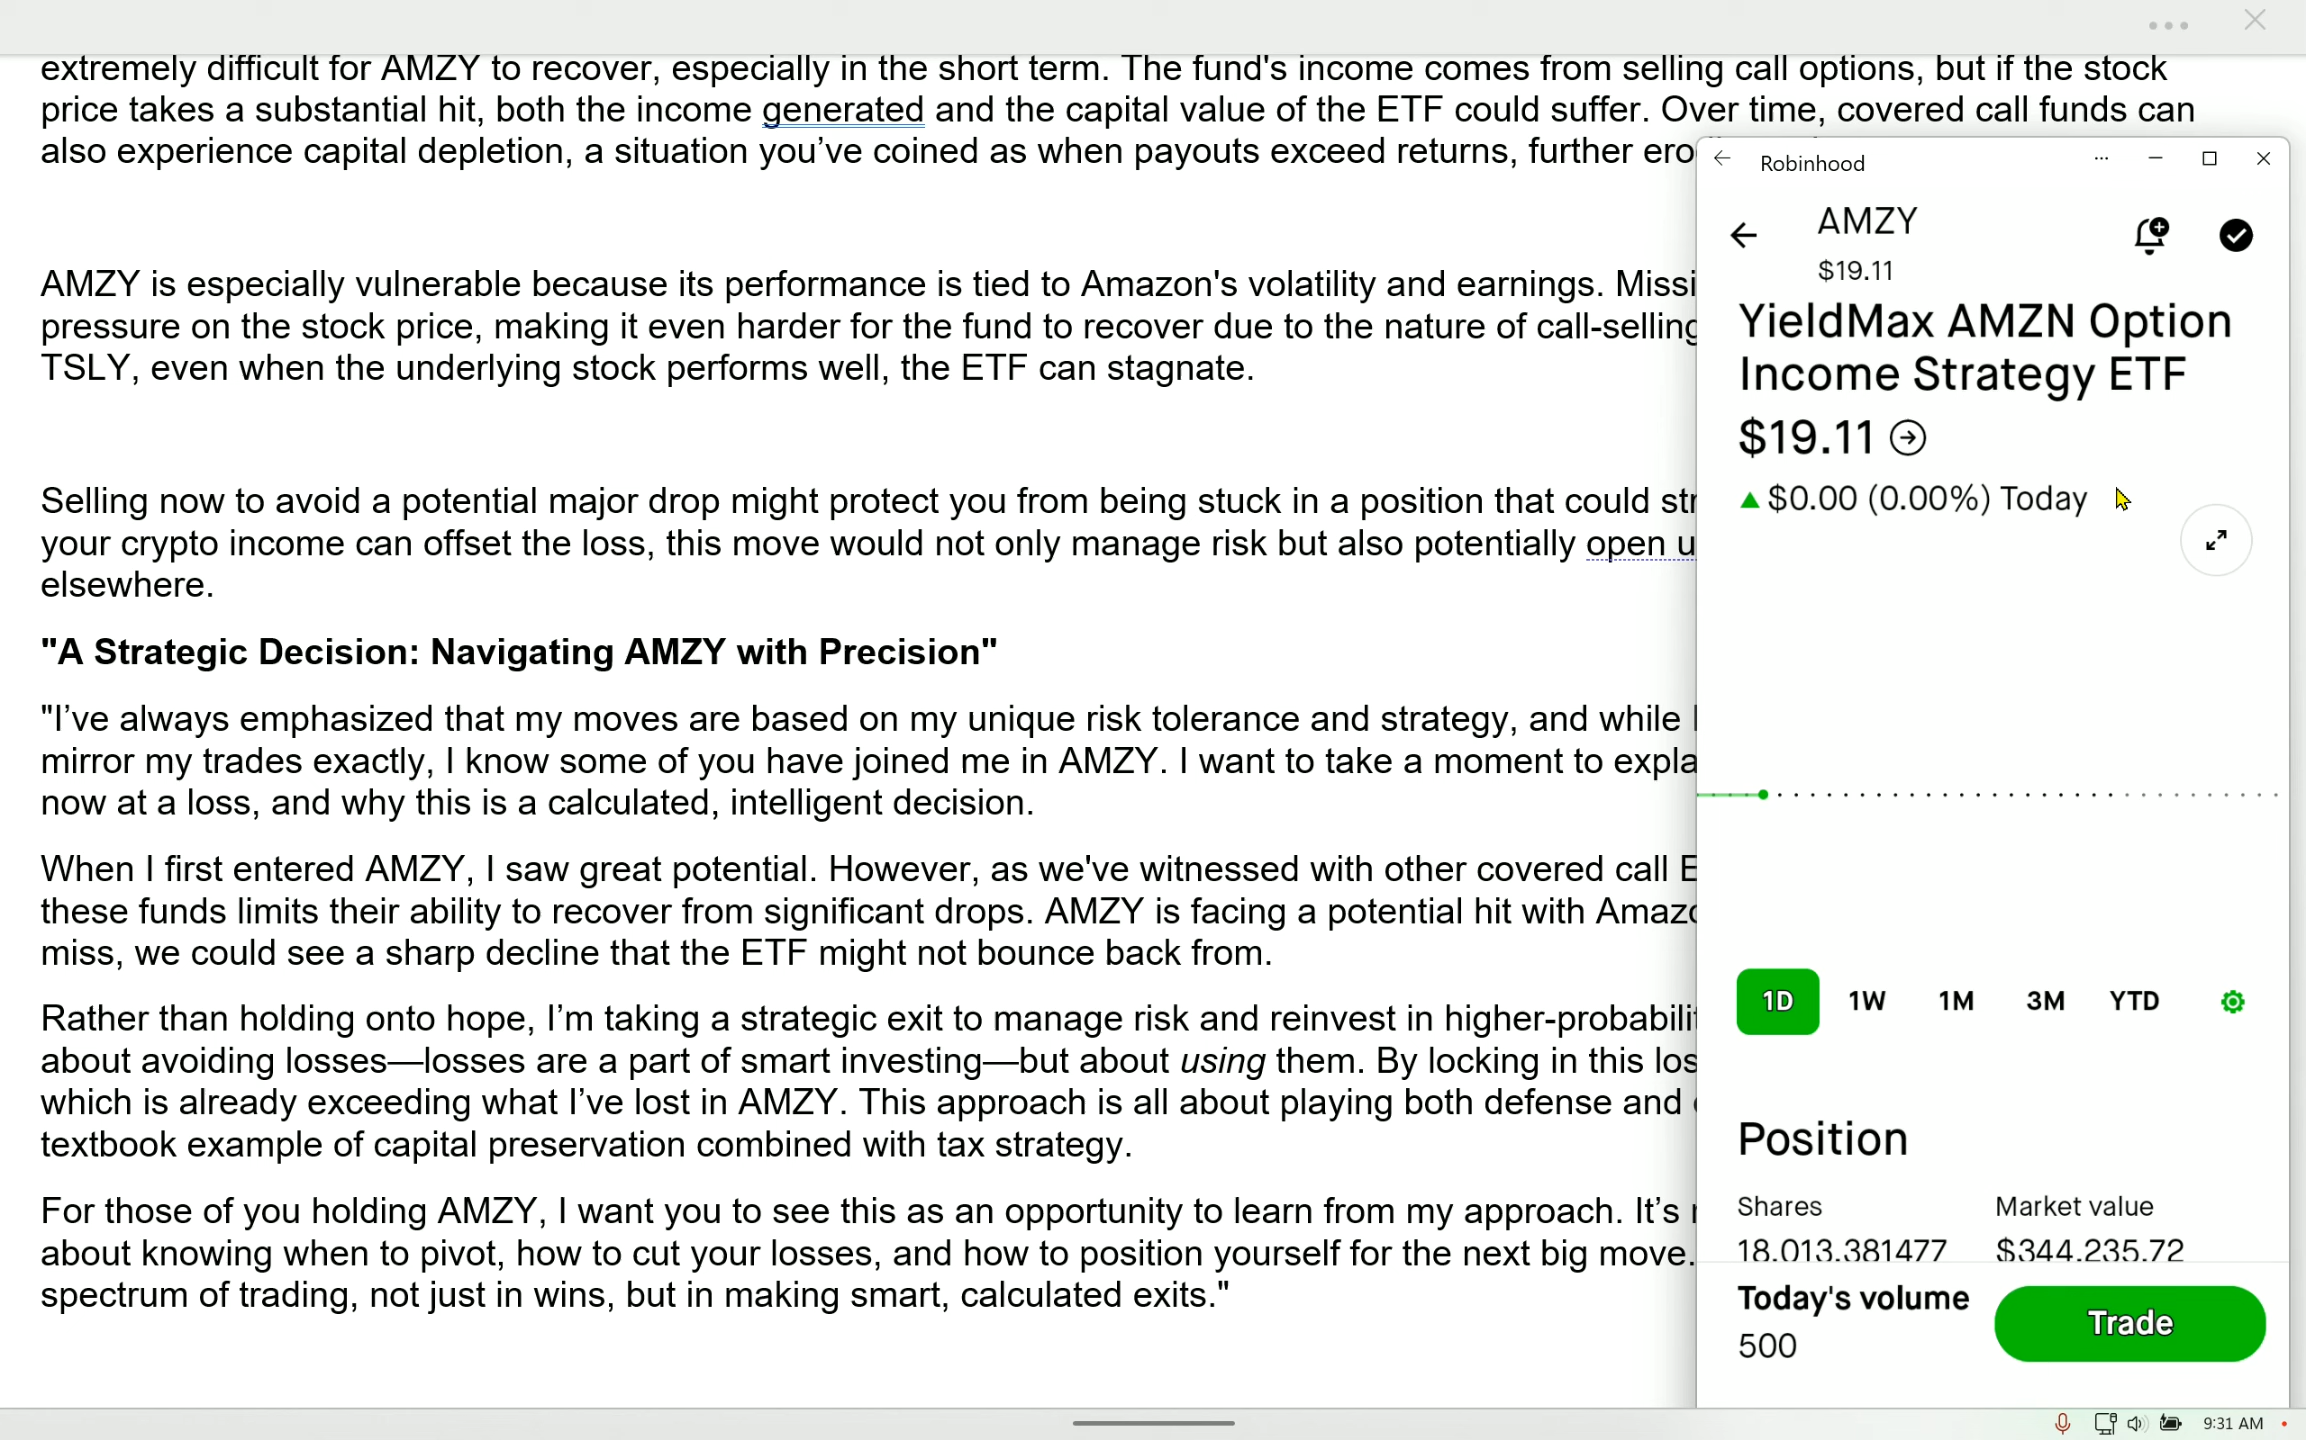 extremely difficult for AMZY to recover, especially in the short term. The fund's income comes from selling call options, but if the stock
price takes a substantial hit, both the income generated and the capital value of the ETF could suffer. Over time, covered call funds can
also experience capital depletion, a situation you've coined as when payouts exceed returns, further
AMZY is especially vulnerable because its performance is tied to Amazon's volatility and earnings.
pressure on the stock price, making it even harder for the fund to recover due to the nature of call-selling
TSLY, even when the underlying stock performs well, the ETF can stagnate.
Selling now to avoid a potential major drop might protect you from being stuck in a position that could
your crypto income can offset the loss, this move would not only manage risk but also potentially open
elsewhere.
"A Strategic Decision: Navigating AMZY with Precision"
"I've always emphasized that my moves are based on my unique risk tolerance and strategy, and while
mirror my trades exactly, I know some of you have joined me in AMZY. I want to take a moment to
now at a loss, and why this is a calculated, intelligent decision.
When I first entered AMZY, I saw great potential. However, as we've witnessed with other covered call
these funds limits their ability to recover from significant drops. AMZY is facing a potential hit with
miss, we could see a sharp decline that the ETF might not bounce back from.
Rather than holding onto hope, I'm taking a strategic exit to manage risk and reinvest in
about avoiding losses—losses are a part of smart investing—but about using them. By locking in this
which is already exceeding what I've lost in AMZY. This approach is all about playing both defense and
textbook example of capital preservation combined with tax strategy.
For those of you holding AMZY, I want you to see this as an opportunity to learn from my approach. It's
about knowing when to pivot, how to cut your losses, and how to position yourself for the next big move.
spectrum of trading, not just in wins, but in making smart, calculated exits."
Robinhood
AMZY
$19.11
YieldMax AMZN Option
Income Strategy ETF
$19.11
$0.00 (0.00%) Today
1D 1W 1M 3M YTD
Position
Shares Market value
18,013.381477 $344,235.72
Today's volume
500
Trade
9:31 AM